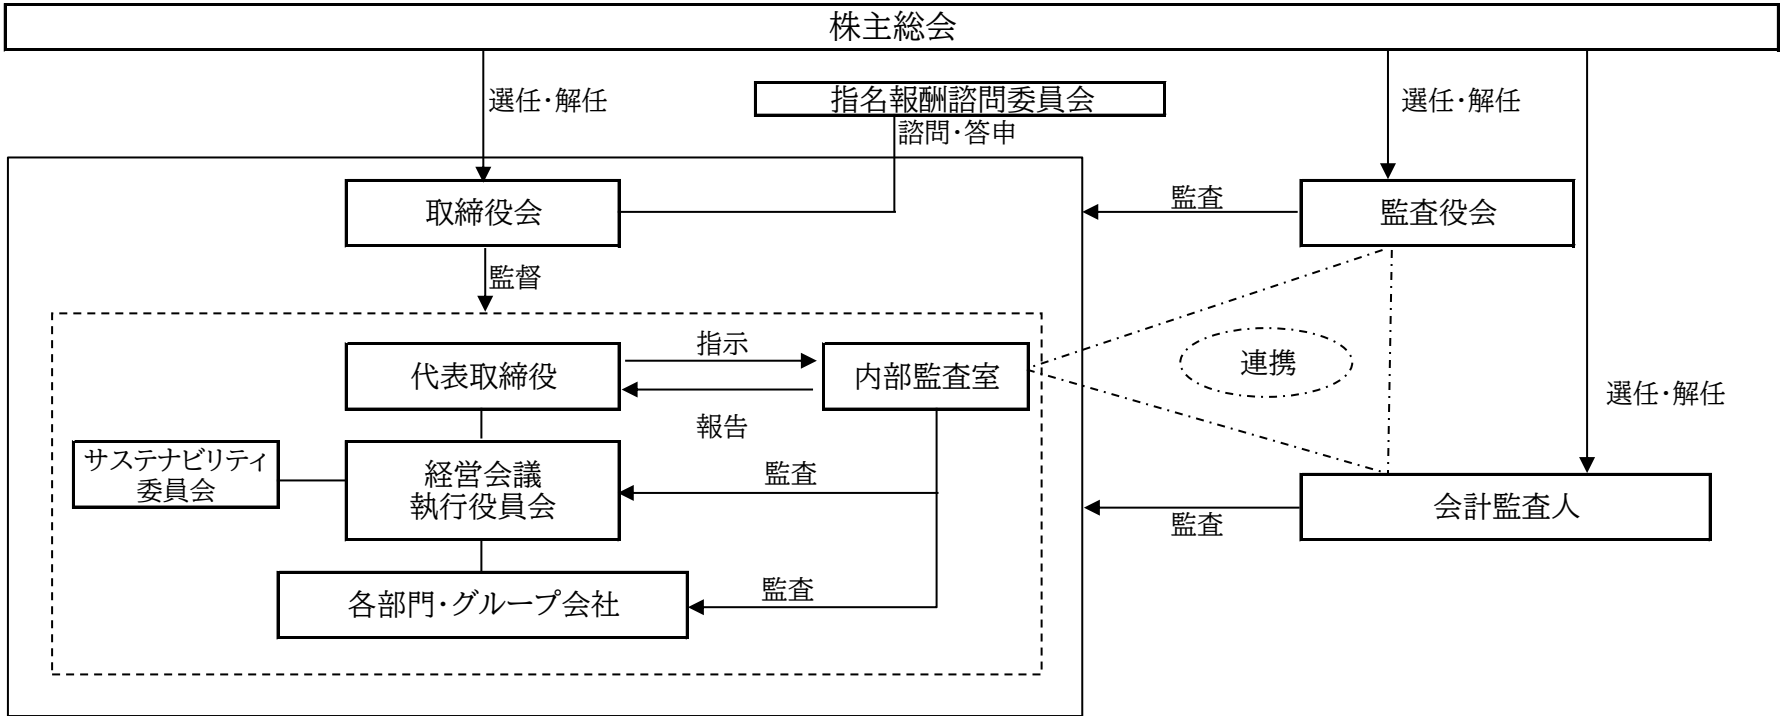 株主総会
選任・解任
指名報酬諮問委員会
選任・解任
諮問・答申
取締役会
監査
監査役会
監督
指示
代表取締役
内部監査室
連携
選任・解任
報告
サステナビリティ
委員会
経営会議
執行役員会
監査
会計監査人
監査
各部門・グループ会社
監査